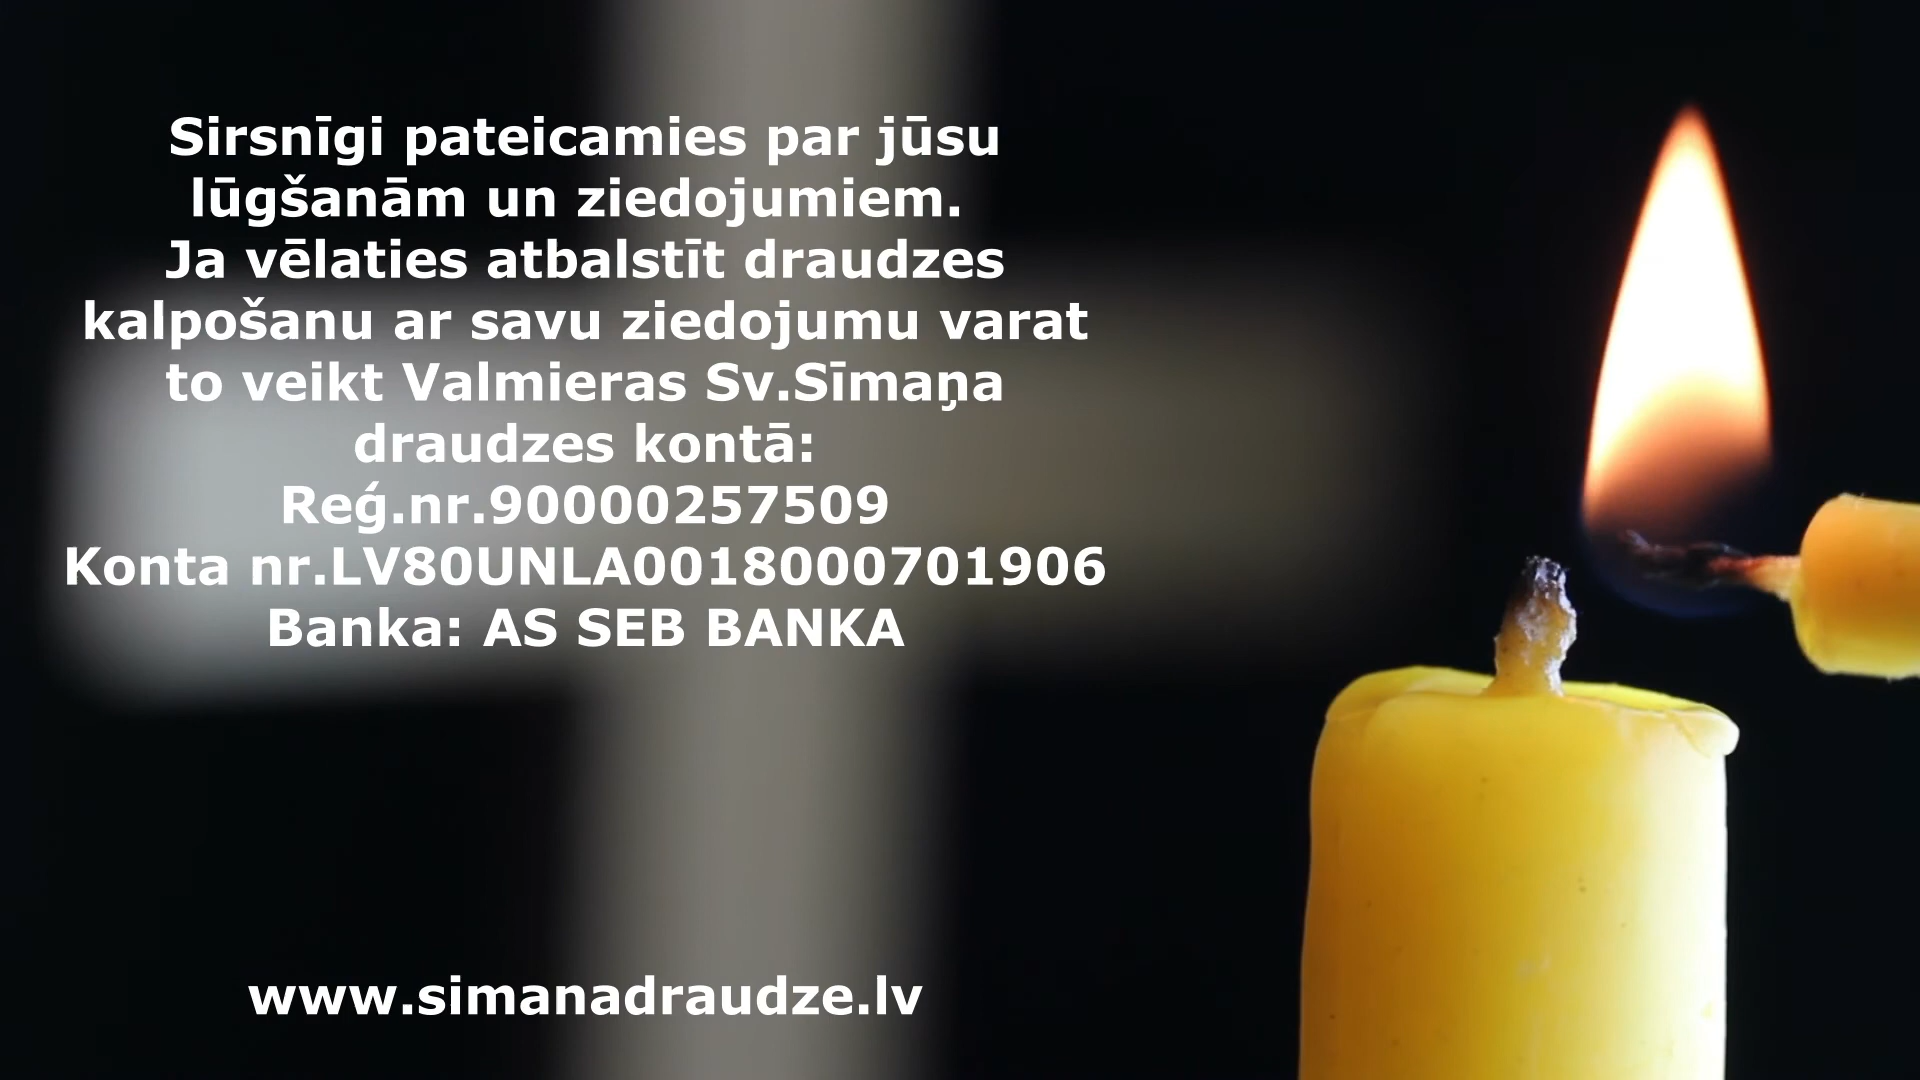 Sirsnīgi pateicamies par jūsu
lūgšanām un ziedojumiem.
Ja vēlaties atbalstīt draudzes
kalpošanu ar savu ziedojumu varat
to veikt Valmieras Sv.Sīmaņa
draudzes kontā:
Reǵ.nr.90000257509
Konta nr.LV80UNLA0018000701906
Banka: AS SEB BANKA
www.simanadraudze.lv